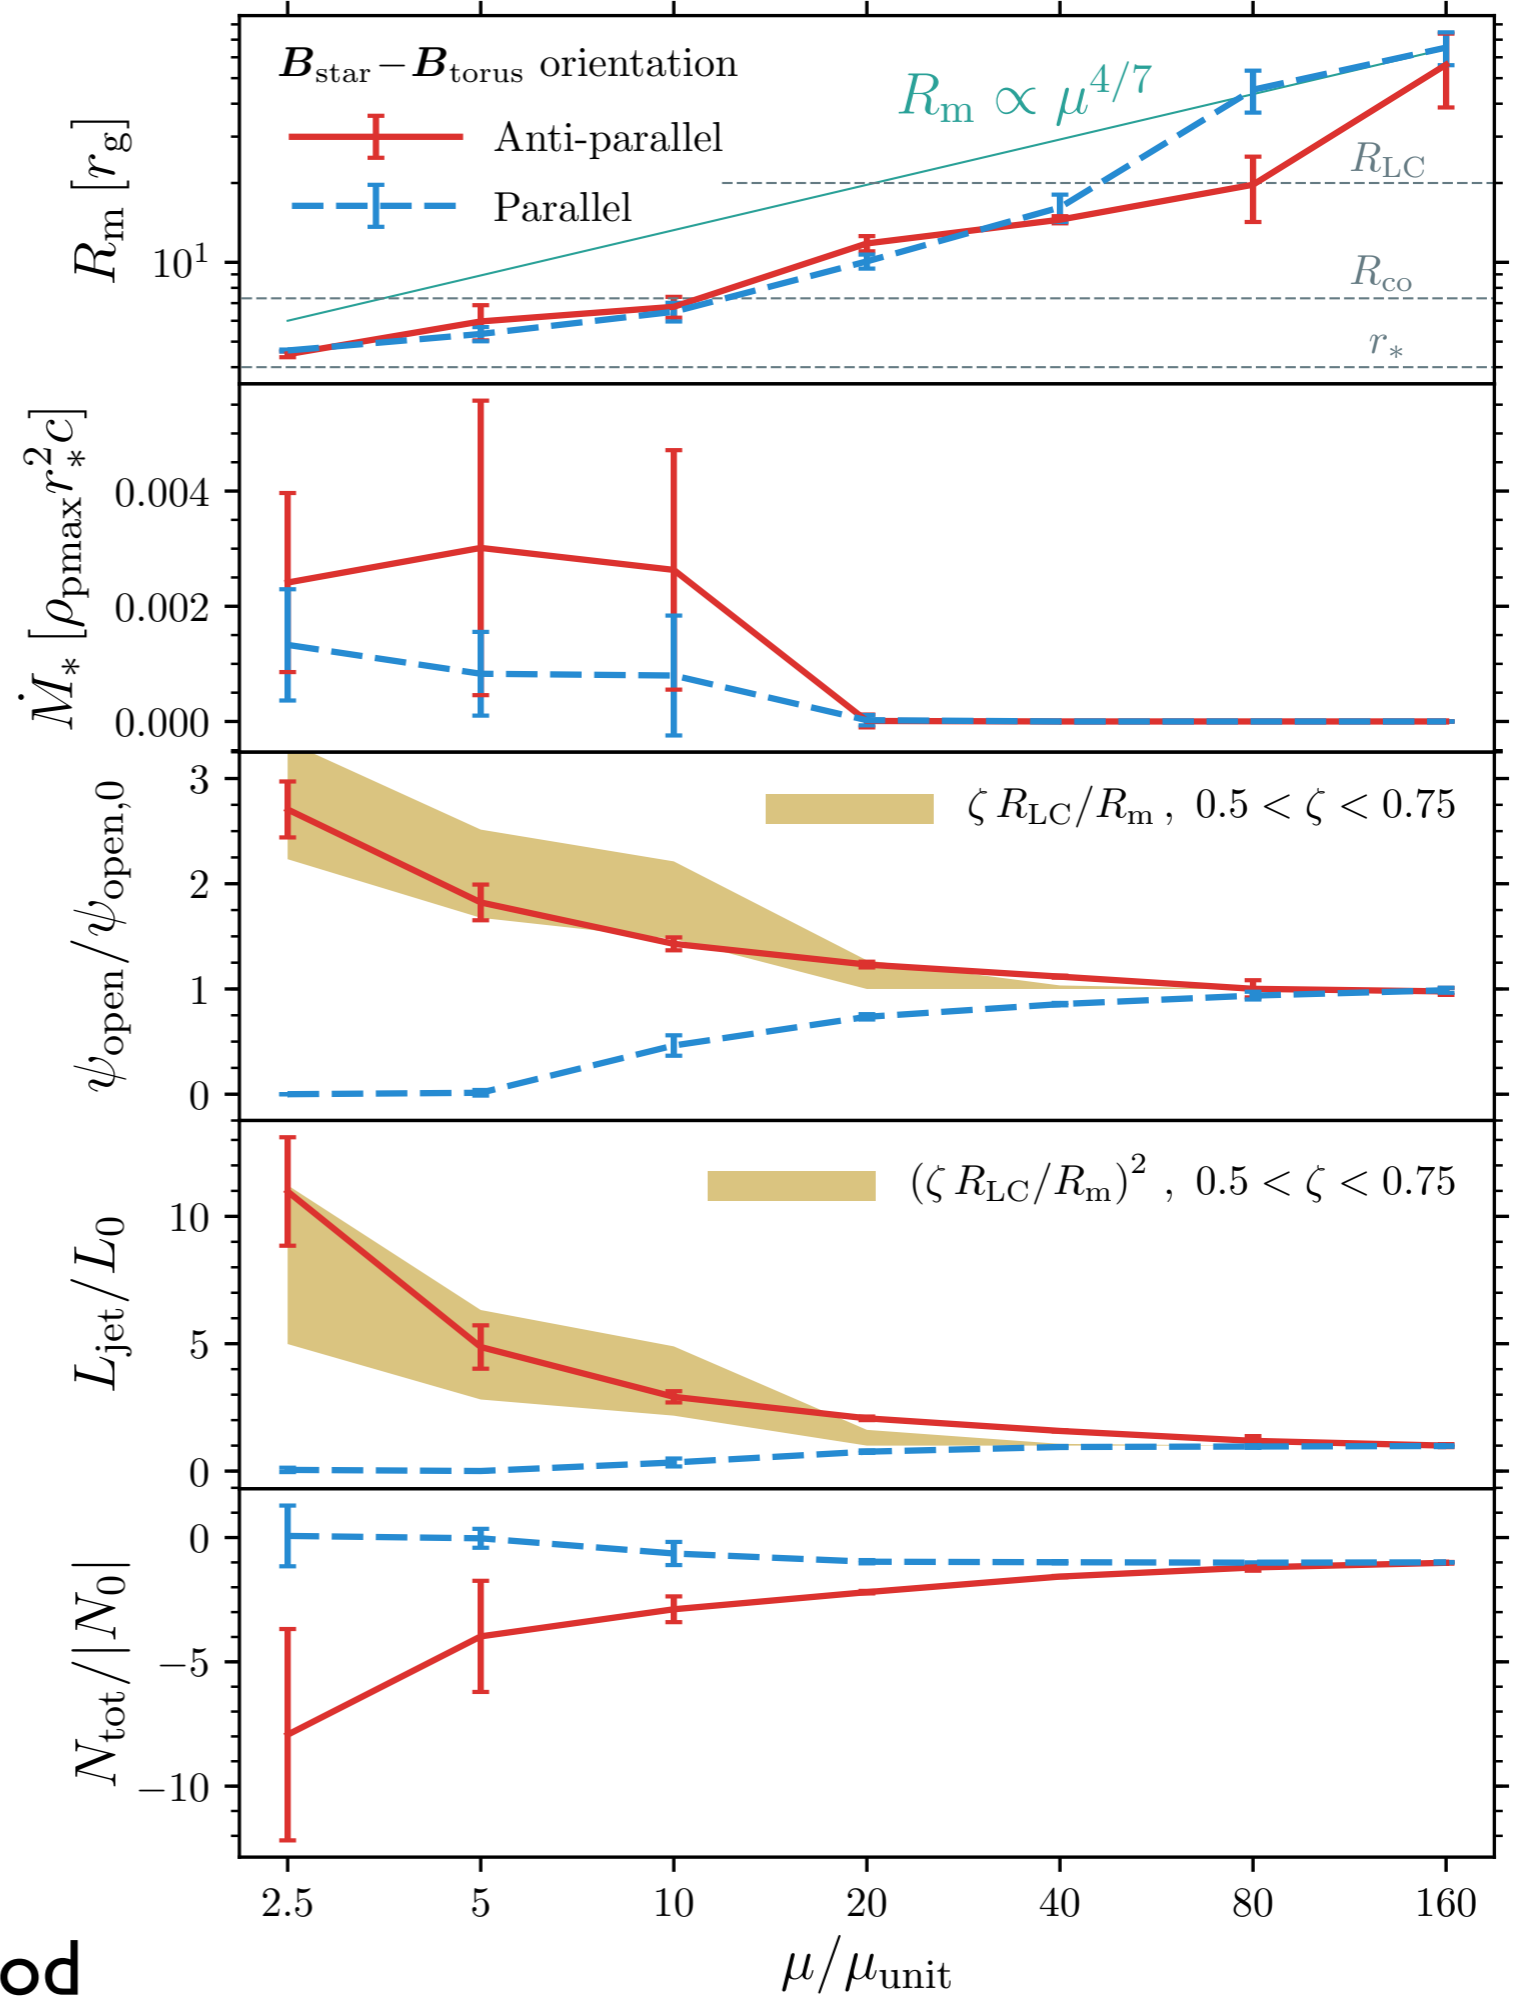 B_star − B_torus orientation
Anti-parallel
Parallel
R_m ∝ μ^{4/7}
R_LC
R_co
r_*
R_m [r_g]
10^1
Ṁ_* [ρ_pmax r_*^2 c]
0.004
0.002
0.000
ψ_open/ψ_open,0
3
2
1
0
ζ R_LC/R_m , 0.5 < ζ < 0.75
L_jet/L_0
10
5
0
(ζ R_LC/R_m)^2 , 0.5 < ζ < 0.75
N_tot/|N_0|
0
−5
−10
2.5 5 10 20 40 80 160
μ/μ_unit
od